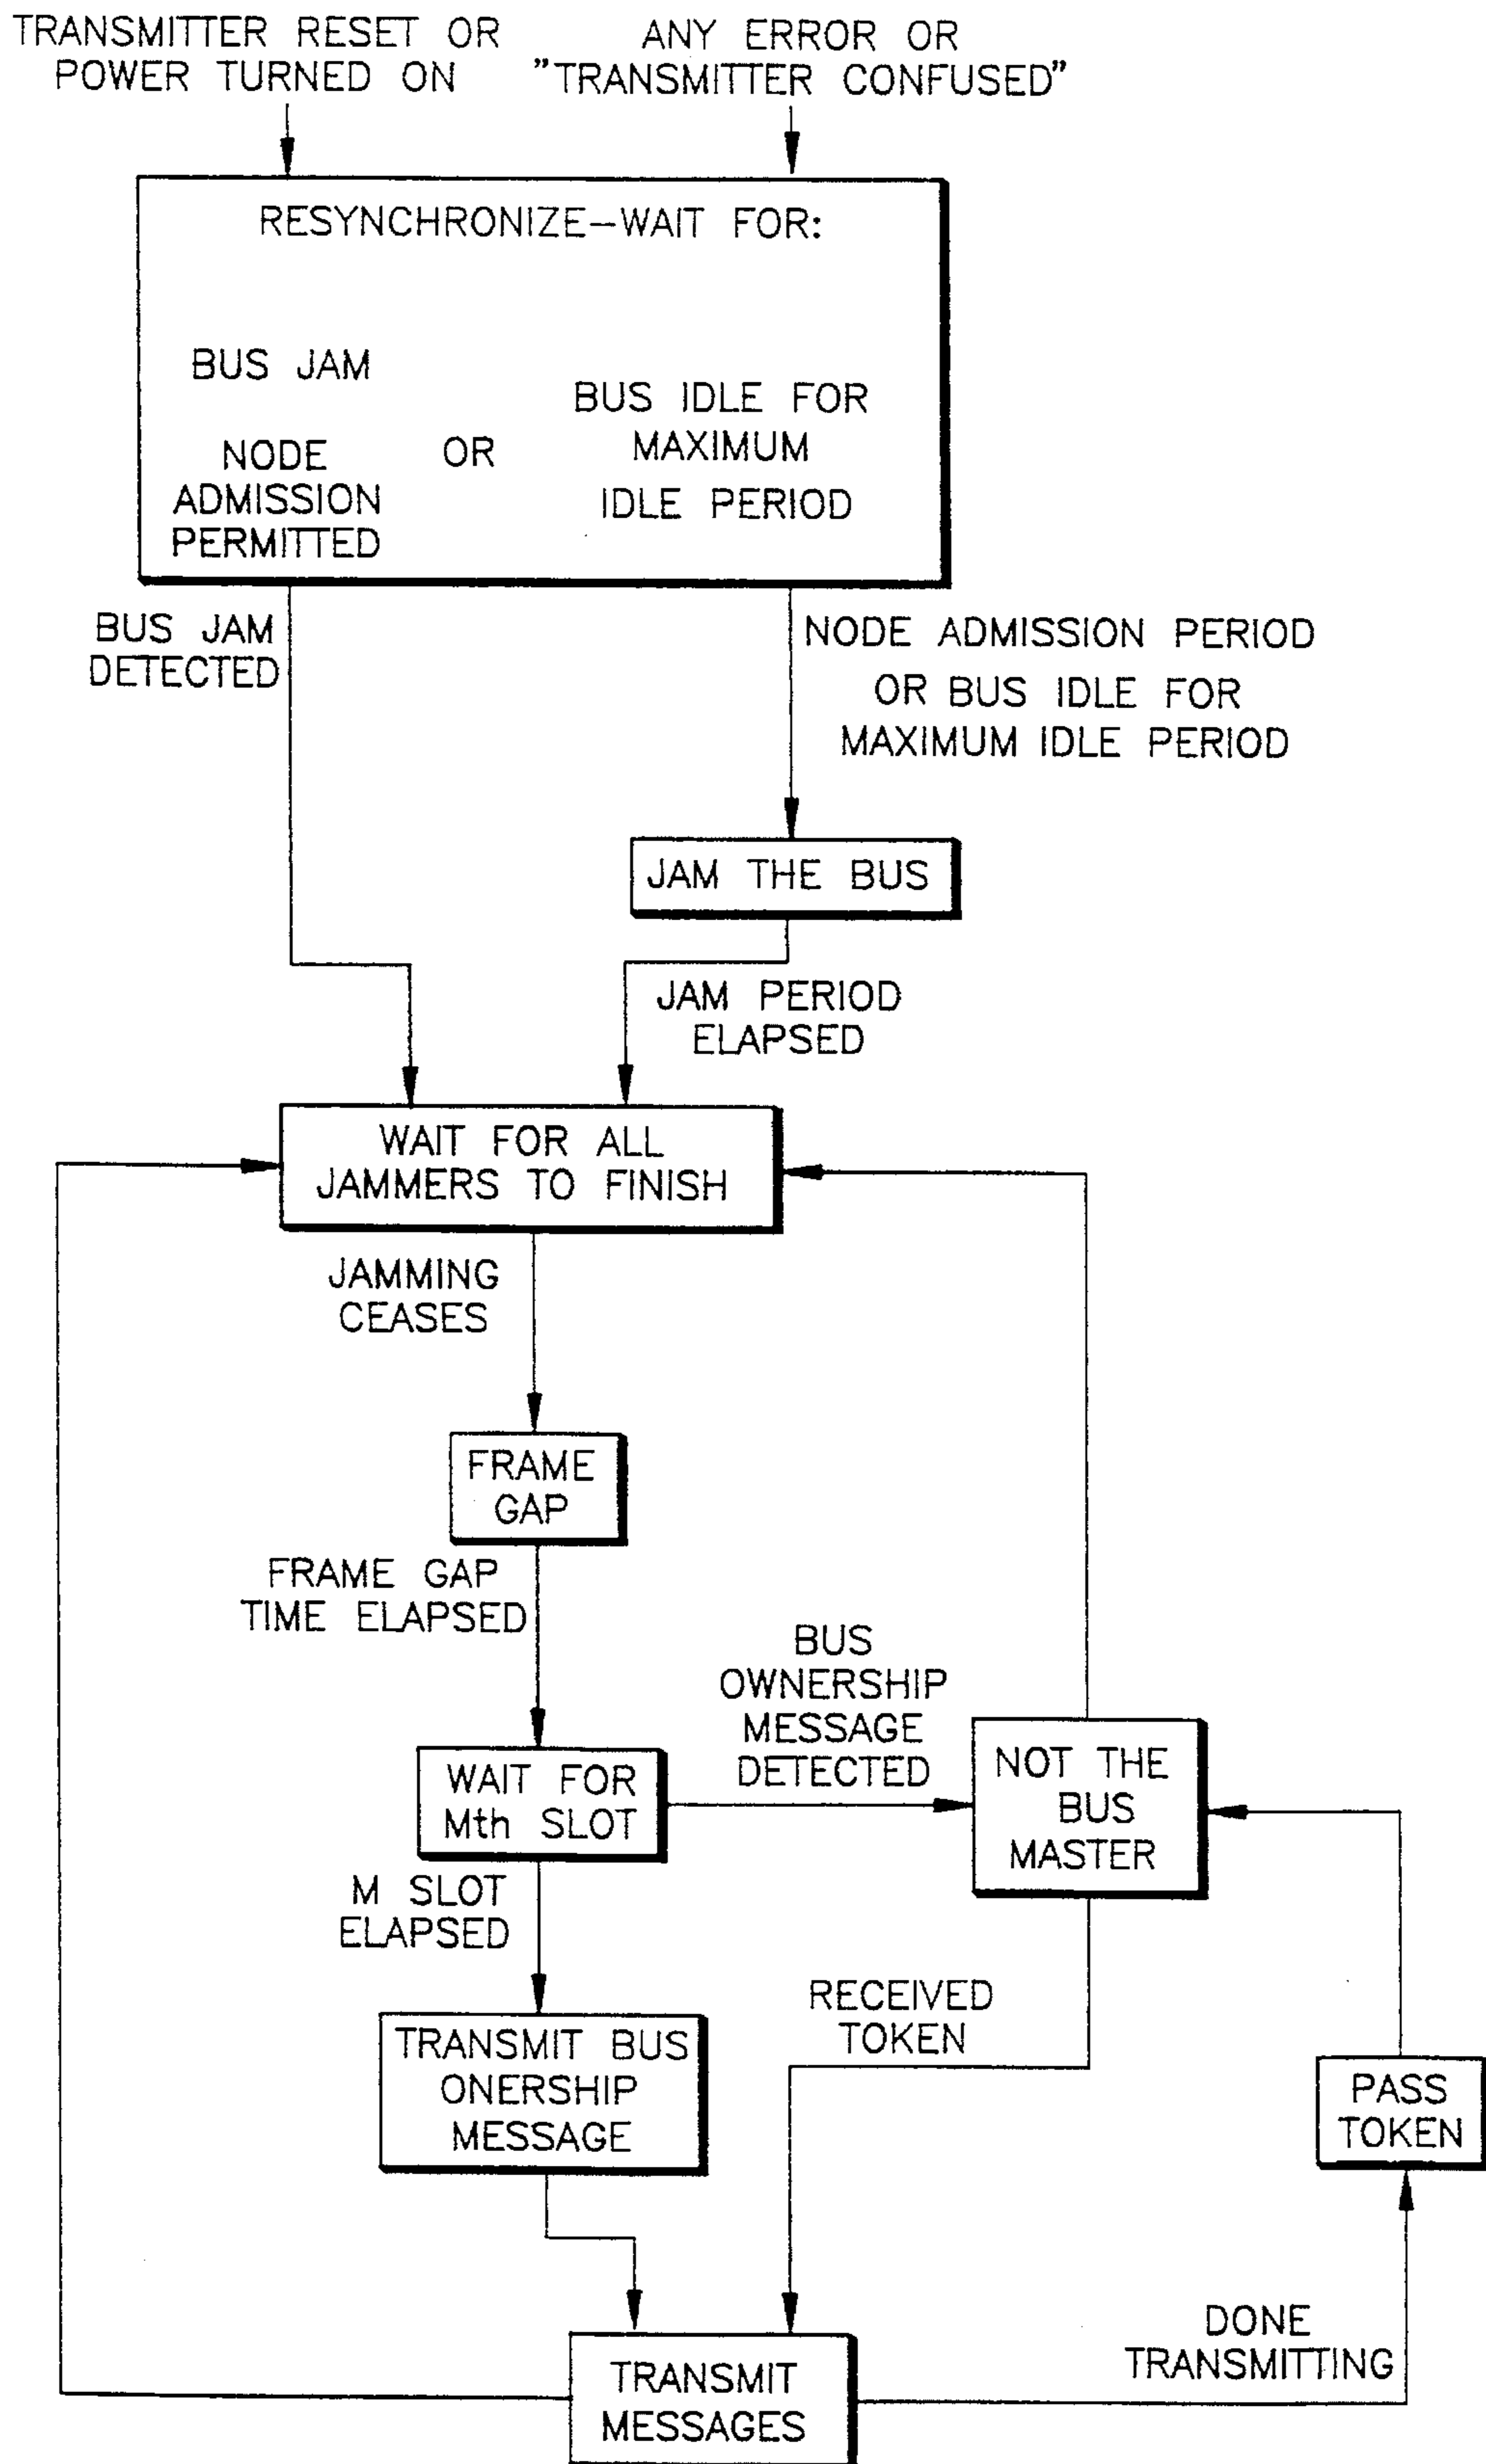 TRANSMITTER RESET OR
POWER TURNED ON
ANY ERROR OR
"TRANSMITTER CONFUSED"
RESYNCHRONIZE–WAIT FOR:
BUS JAM
NODE
ADMISSION
PERMITTED
OR
BUS IDLE FOR
MAXIMUM
IDLE PERIOD
BUS JAM
DETECTED
NODE ADMISSION PERIOD
OR BUS IDLE FOR
MAXIMUM IDLE PERIOD
JAM THE BUS
JAM PERIOD
ELAPSED
WAIT FOR ALL
JAMMERS TO FINISH
JAMMING
CEASES
FRAME
GAP
FRAME GAP
TIME ELAPSED
BUS
OWNERSHIP
MESSAGE
DETECTED
WAIT FOR
Mth SLOT
NOT THE
BUS
MASTER
M SLOT
ELAPSED
RECEIVED
TOKEN
TRANSMIT BUS
ONERSHIP
MESSAGE
PASS
TOKEN
DONE
TRANSMITTING
TRANSMIT
MESSAGES